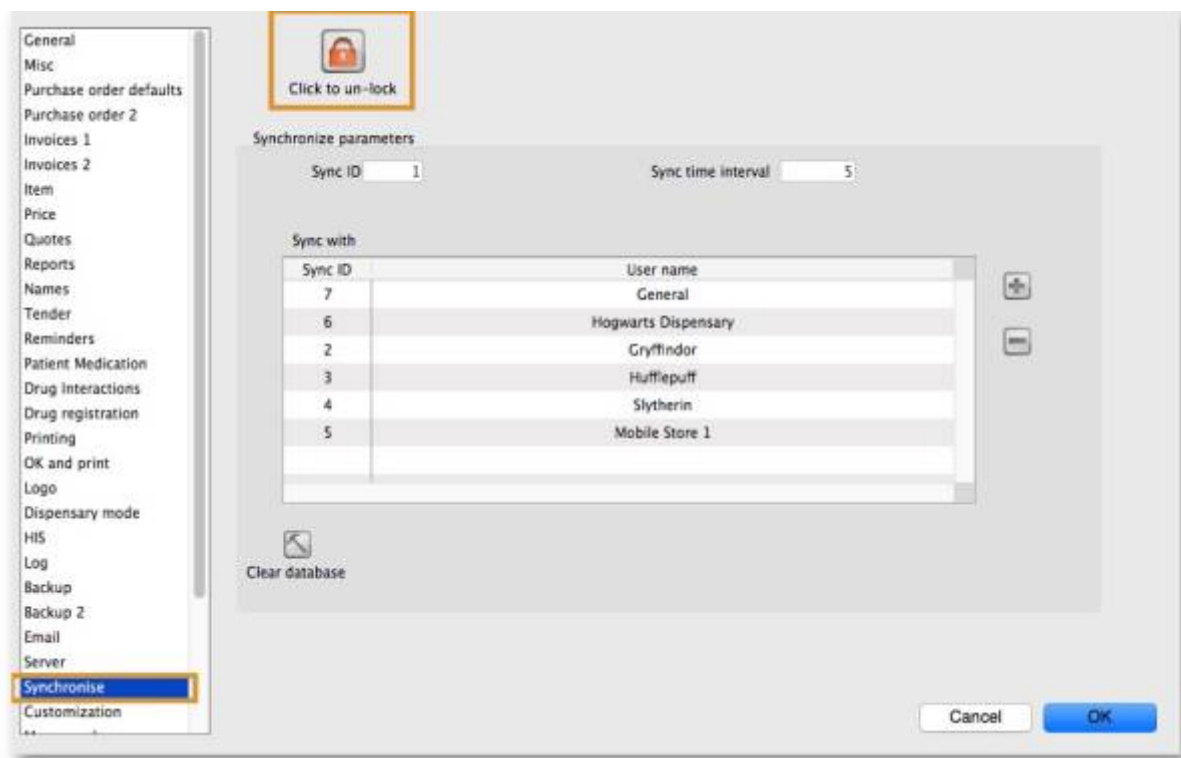 General
Misc
Purchase order defaults
Purchase order 2
Invoices 1
Invoices 2
Item
Price
Quotes
Reports
Names
Tender
Reminders
Patient Medication
Drug Interactions
Drug registration
Printing
OK and print
Logo
Dispensary mode
HIS
Log
Backup
Backup 2
Email
Server
Synchronise
Customization
Click to un-lock
Synchronize parameters
Sync ID 1 Sync time interval 5
Sync with
Sync ID User name
7 General
6 Hogwarts Dispensary
2 Gryffindor
3 Hufflepuff
4 Slytherin
5 Mobile Store 1
Clear database
Cancel OK